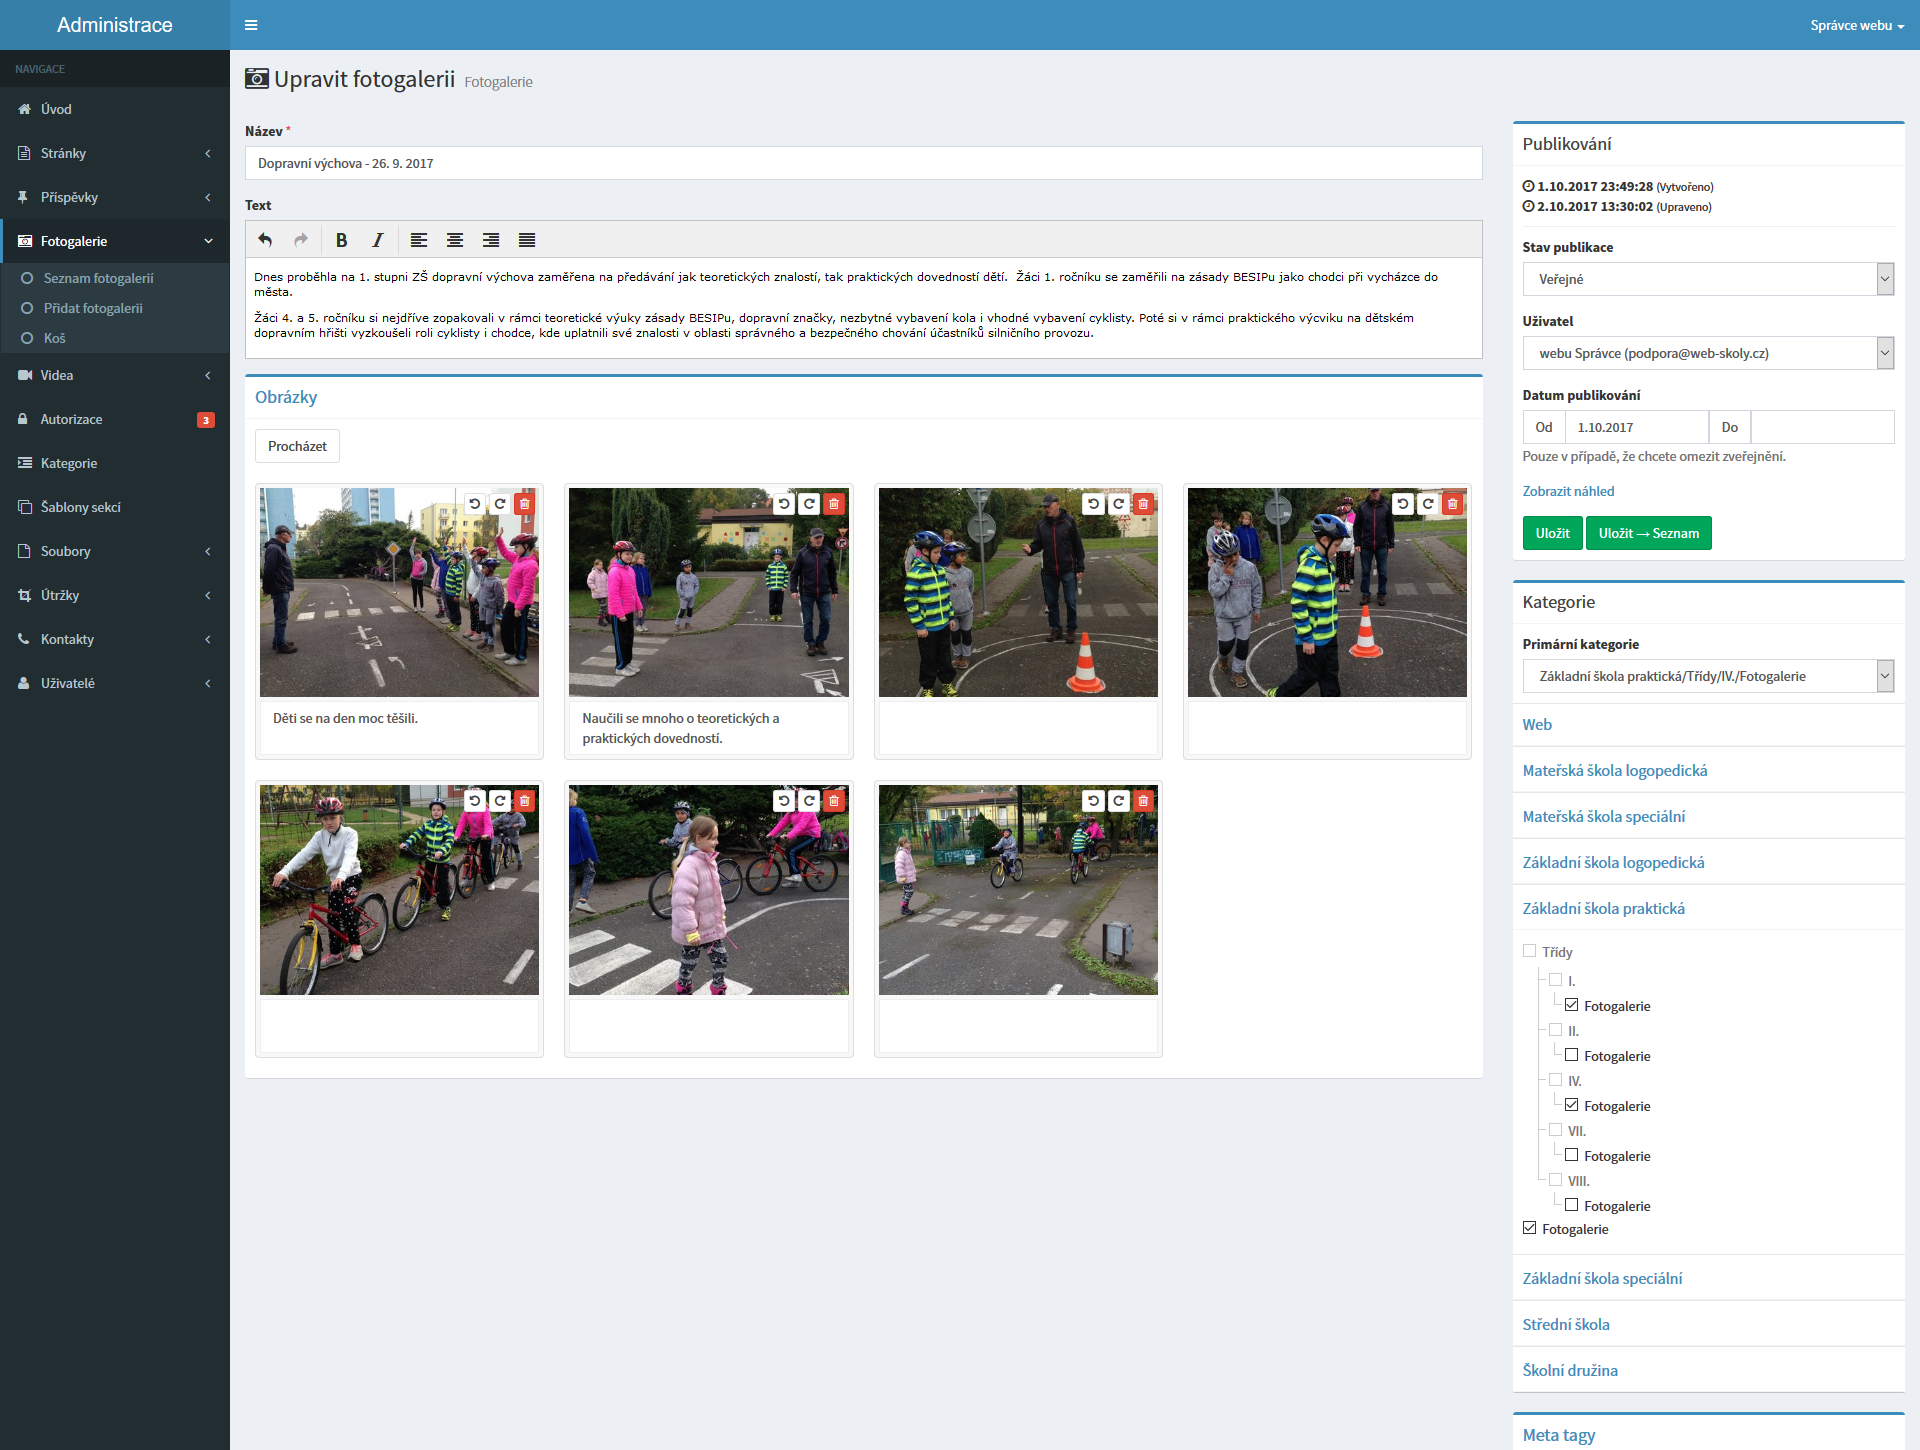 Administrace
Správce webu
NAVIGACE
Úvod
Stránky
Příspěvky
Fotogalerie
Seznam fotogalerií
Přidat fotogalerii
Koš
Videa
Autorizace 3
Kategorie
Šablony sekcí
Soubory
Útržky
Kontakty
Uživatelé
Upravit fotogalerii Fotogalerie
Název *
Dopravní výchova - 26. 9. 2017
Text
B I
Dnes proběhla na 1. stupni ZŠ dopravní výchova zaměřena na předávání jak teoretických znalostí, tak praktických dovedností dětí. Žáci 1. ročníku se zaměřili na zásady BESIPu jako chodci při vycházce do
města.
Žáci 4. a 5. ročníku si nejdříve zopakovali v rámci teoretické výuky zásady BESIPu, dopravní značky, nezbytné vybavení kola i vhodné vybavení cyklisty. Poté si v rámci praktického výcviku na dětském
dopravním hřišti vyzkoušeli roli cyklisty i chodce, kde uplatnili své znalosti v oblasti správného a bezpečného chování účastníků silničního provozu.
Obrázky
Procházet
Děti se na den moc těšili.
Naučili se mnoho o teoretických a
praktických dovedností.
Publikování
1.10.2017 23:49:28 (Vytvořeno)
2.10.2017 13:30:02 (Upraveno)
Stav publikace
Veřejné
Uživatel
webu Správce (podpora@web-skoly.cz)
Datum publikování
Od 1.10.2017 Do
Pouze v případě, že chcete omezit zveřejnění.
Zobrazit náhled
Uložit Uložit → Seznam
Kategorie
Primární kategorie
Základní škola praktická/Třídy/IV./Fotogalerie
Web
Mateřská škola logopedická
Mateřská škola speciální
Základní škola logopedická
Základní škola praktická
Třídy
I.
Fotogalerie
II.
Fotogalerie
IV.
Fotogalerie
VII.
Fotogalerie
VIII.
Fotogalerie
Fotogalerie
Základní škola speciální
Střední škola
Školní družina
Meta tagy